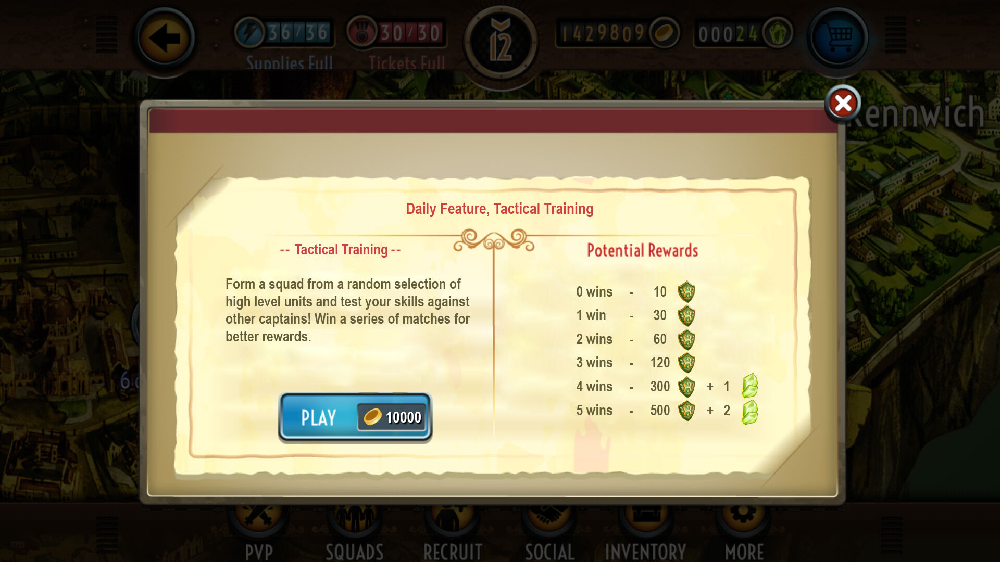 36/36
30/30
12
1429809
00024
Supplies Full
Tickets Full
Kennwich
Daily Feature, Tactical Training
-- Tactical Training --
Form a squad from a random selection of
high level units and test your skills against
other captains! Win a series of matches for
better rewards.
PLAY 10000
Potential Rewards
0 wins - 10
1 win - 30
2 wins - 60
3 wins - 120
4 wins - 300 + 1
5 wins - 500 + 2
PVP
SQUADS
RECRUIT
SOCIAL
INVENTORY
MORE